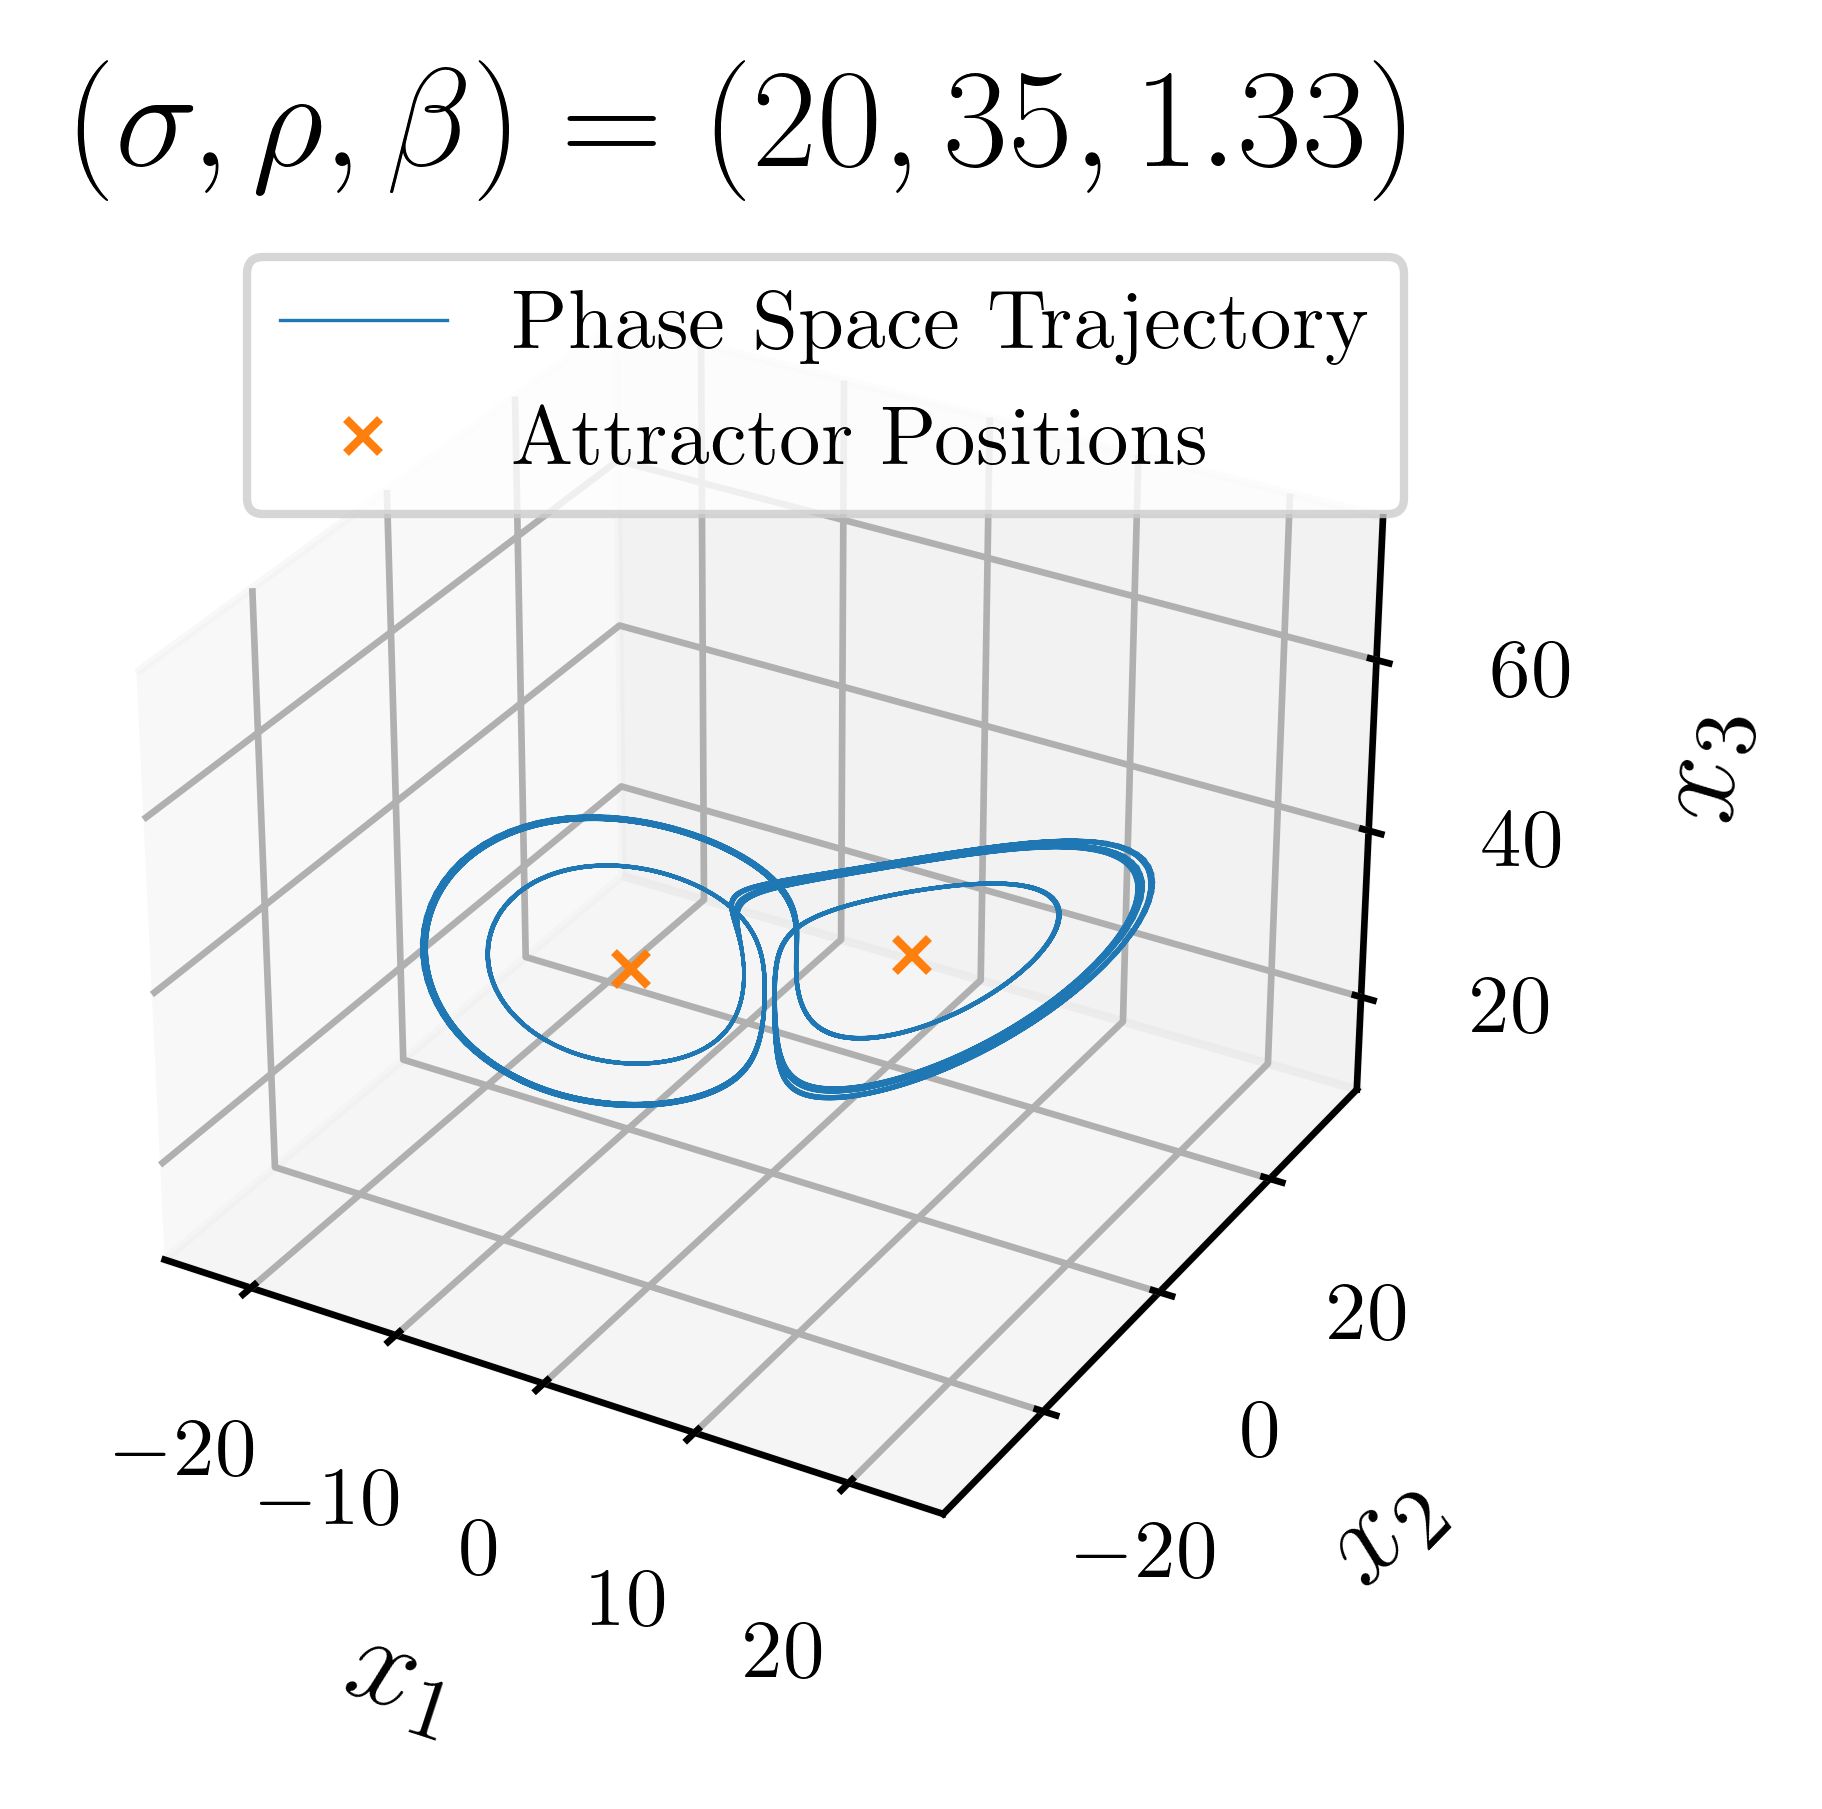 (σ, ρ, β) = (20, 35, 1.33)
Phase Space Trajectory
Attractor Positions
60
40
20
x₃
20
0
−20
x₂
−20
−10
0
10
20
x₁